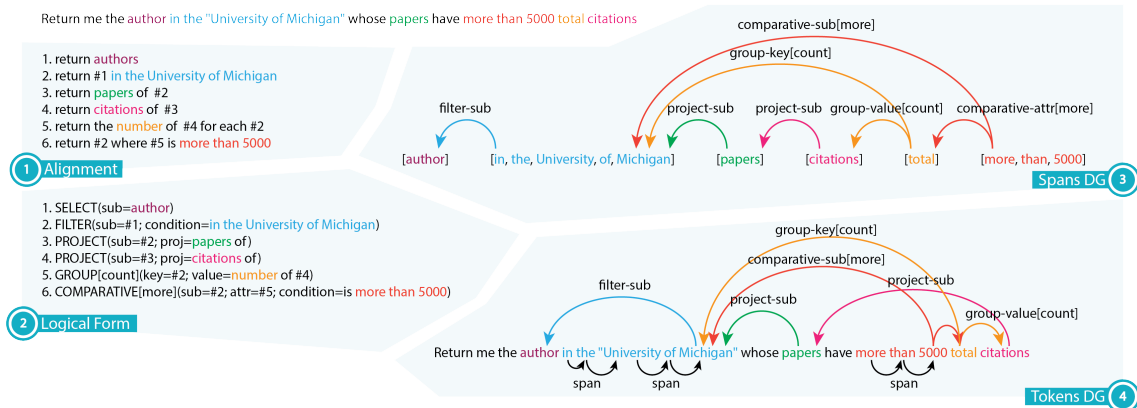 Return me the author in the "University of Michigan" whose papers have more than 5000 total citations
1. return authors
2. return #1 in the University of Michigan
3. return papers of #2
4. return citations of #3
5. return the number of #4 for each #2
6. return #2 where #5 is more than 5000
1 Alignment
1. SELECT(sub=author)
2. FILTER(sub=#1; condition=in the University of Michigan)
3. PROJECT(sub=#2; proj=papers of)
4. PROJECT(sub=#3; proj=citations of)
5. GROUP[count](key=#2; value=number of #4)
6. COMPARATIVE[more](sub=#2; attr=#5; condition=is more than 5000)
2 Logical Form
comparative-sub[more]
group-key[count]
filter-sub project-sub project-sub group-value[count] comparative-attr[more]
[author] [in, the, University, of, Michigan] [papers] [citations] [total] [more, than, 5000]
Spans DG 3
group-key[count]
comparative-sub[more]
project-sub
filter-sub
project-sub
group-value[count]
Return me the author in the "University of Michigan" whose papers have more than 5000 total citations
span span span
Tokens DG 4